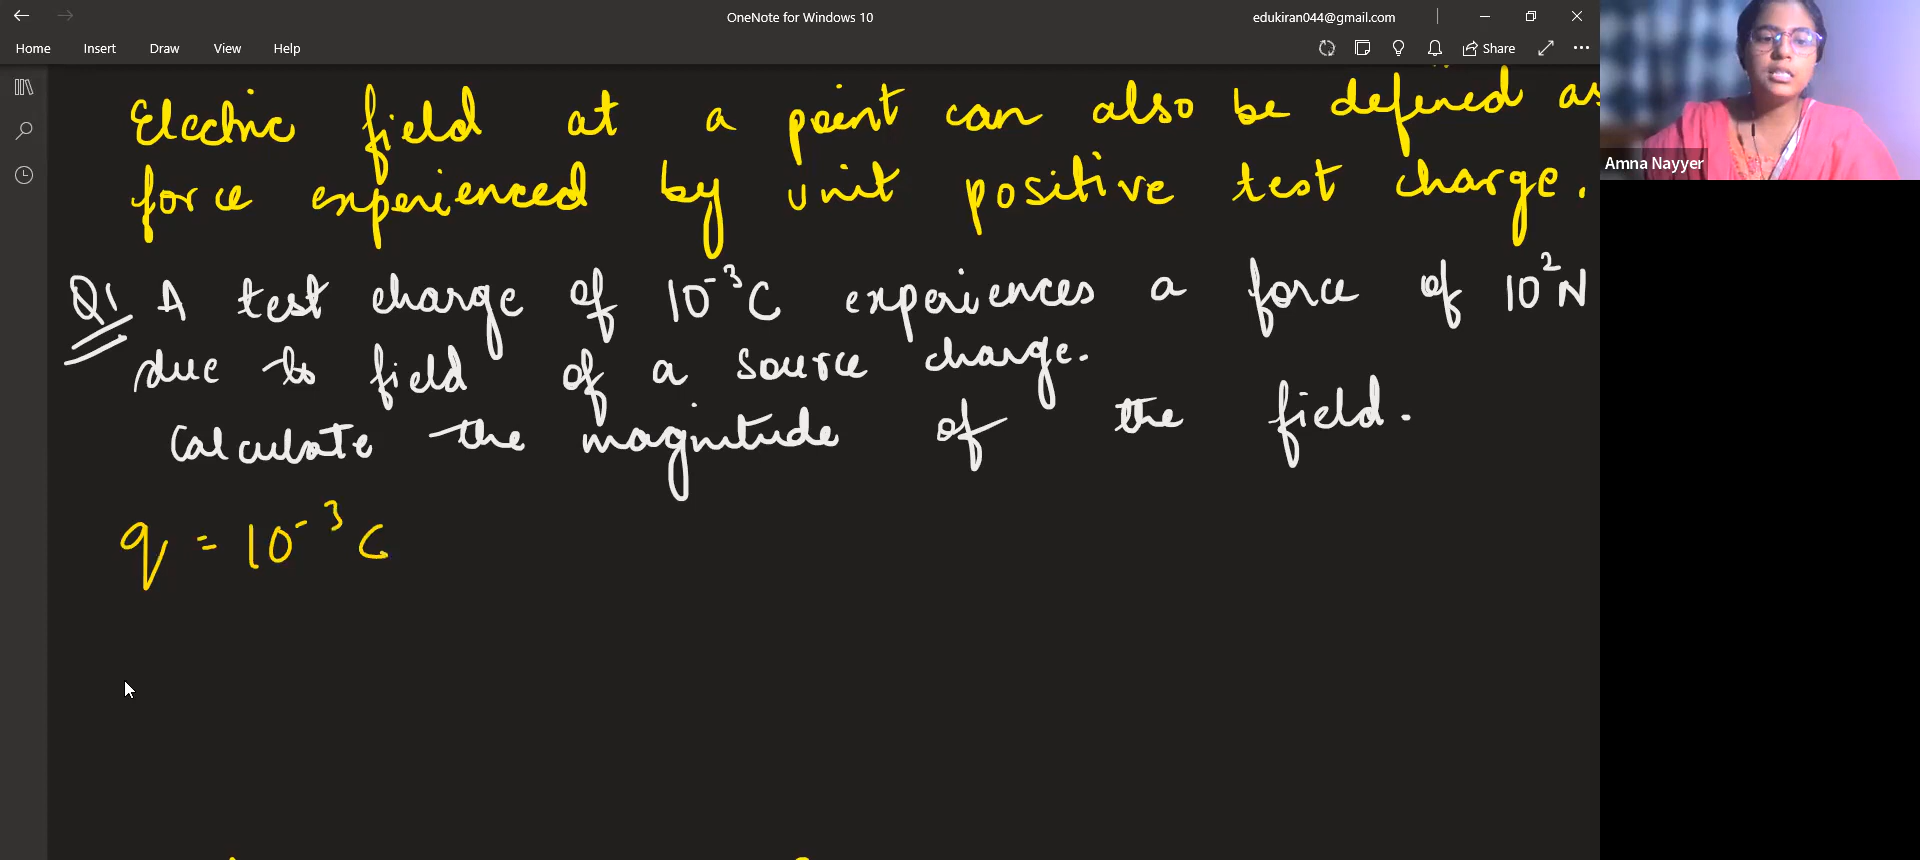 OneNote for Windows 10
edukiran044@gmail.com
Home Insert Draw View Help
Share
Electric field at a point can also be defined as
force experienced by unit positive test charge.
Q1 A test charge of 10⁻³C experiences a force of 10²N
due to field of a source charge.
Calculate the magnitude of the field.
q = 10⁻³C
Amna Nayyer